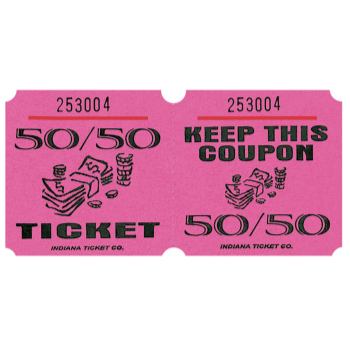 253004
50/50
TICKET
INDIANA TICKET CO.
253004
KEEP THIS
COUPON
50/50
INDIANA TICKET CO.